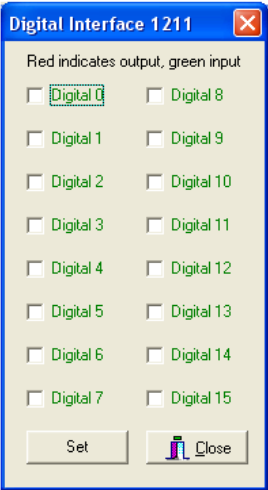 Digital Interface 1211
Red indicates output, green input
Digital 0 Digital 8
Digital 1 Digital 9
Digital 2 Digital 10
Digital 3 Digital 11
Digital 4 Digital 12
Digital 5 Digital 13
Digital 6 Digital 14
Digital 7 Digital 15
Set Close